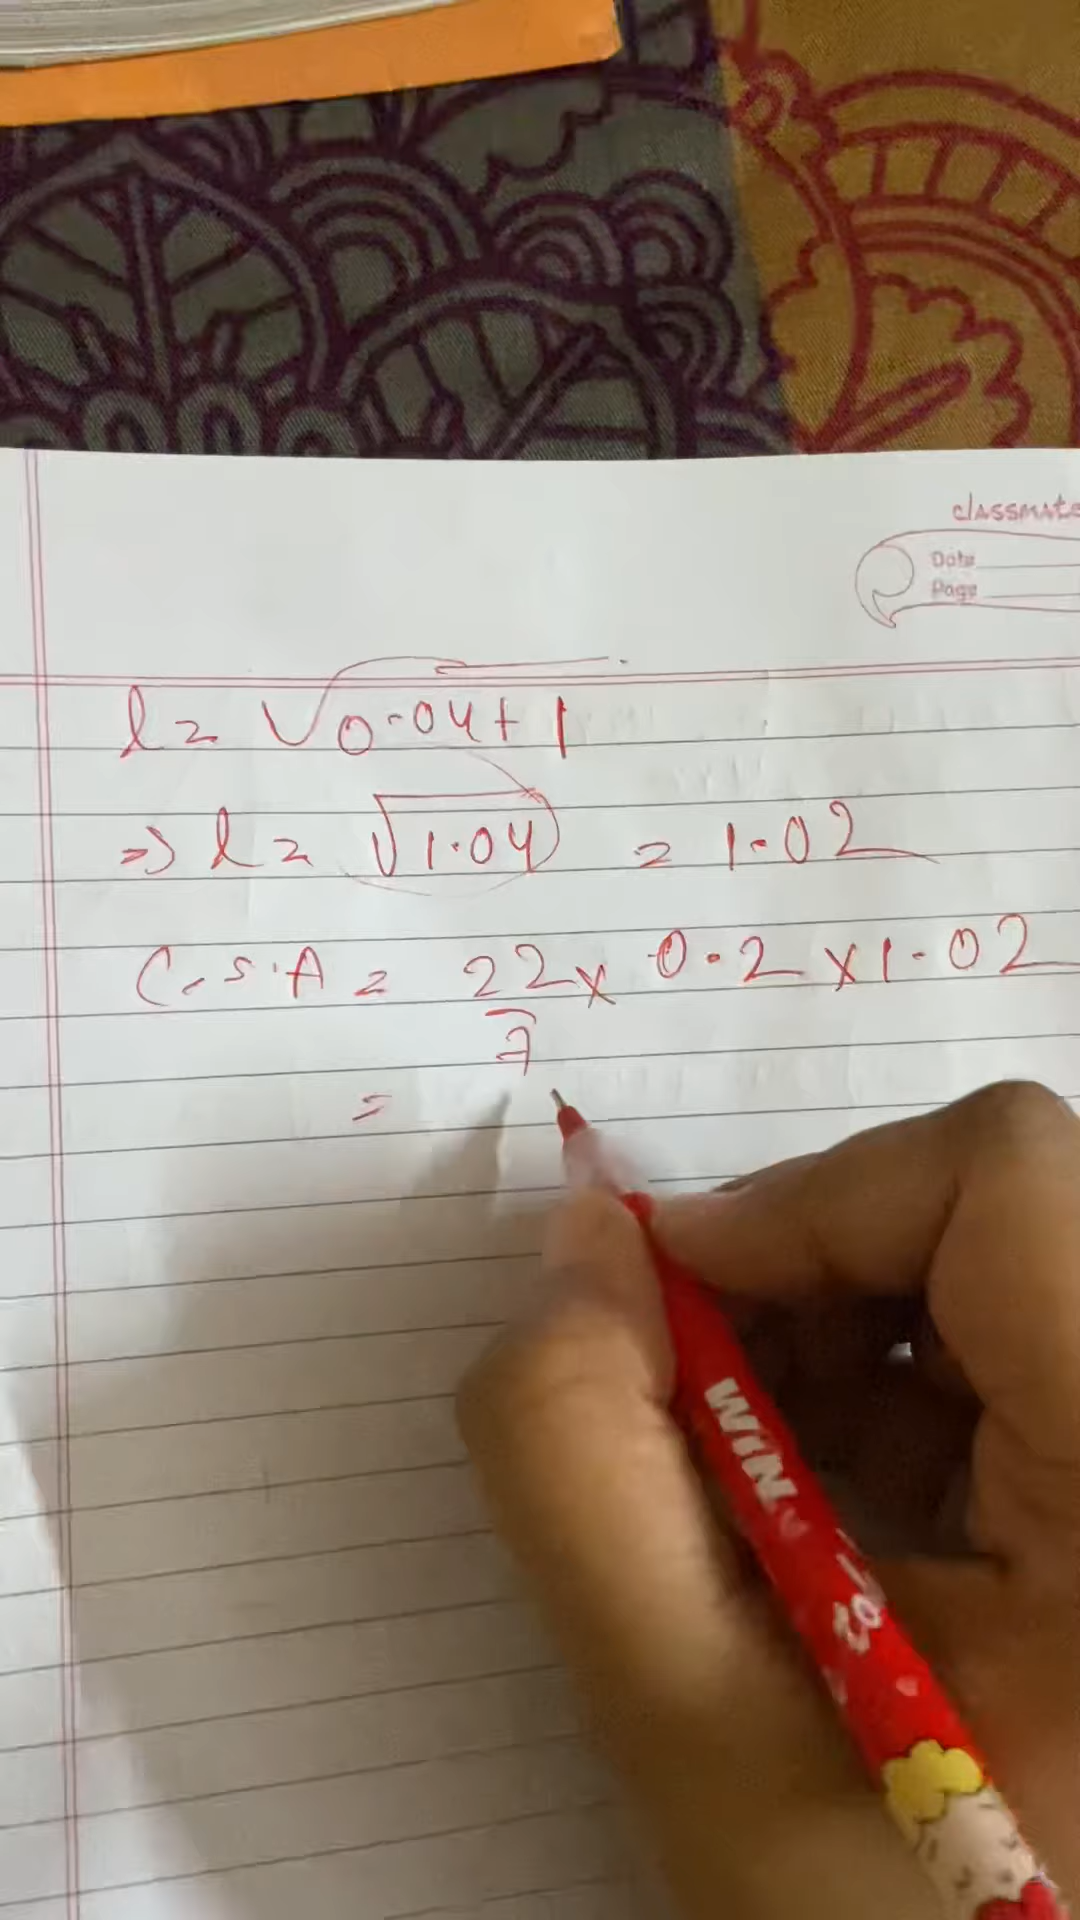 classmate
Date
Page
l = √0.04+1
⇒ l = √1.04 = 1.02
C.S.A = 22/7 x 0.2 x 1.02
=
WIN